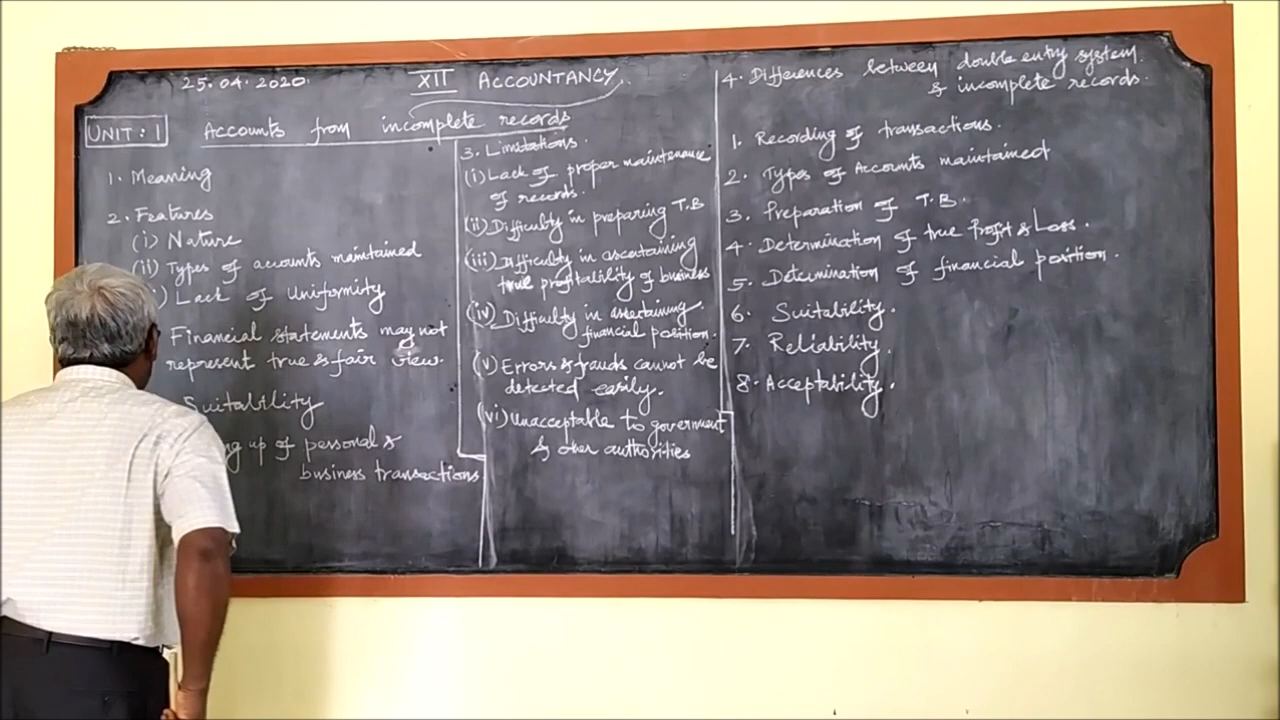 25.04.2020.
XII ACCOUNTANCY.
UNIT: 1 Accounts from incomplete records
1. Meaning
2. Features
(i) Nature
(ii) Types of accounts maintained
i) Lack of Uniformity
Financial statements may not
represent true & fair view.
Suitability
ng up of personal &
business transactions
3. Limitations.
(i) Lack of proper maintenance
of records.
(ii) Difficulty in preparing T.B
(iii) Difficulty in ascertaining
true profitability of business
(iv) Difficulty in ascertaining
financial position.
(v) Errors & frauds cannot be
detected easily.
(vi) Unacceptable to government
& other authorities
4. Differences between double entry system
& incomplete records.
1. Recording of transactions.
2. Types of Accounts maintained
3. Preparation of T.B.
4. Determination of true Profit & Loss.
5. Determination of financial position.
6. Suitability.
7. Reliability.
8. Acceptability.